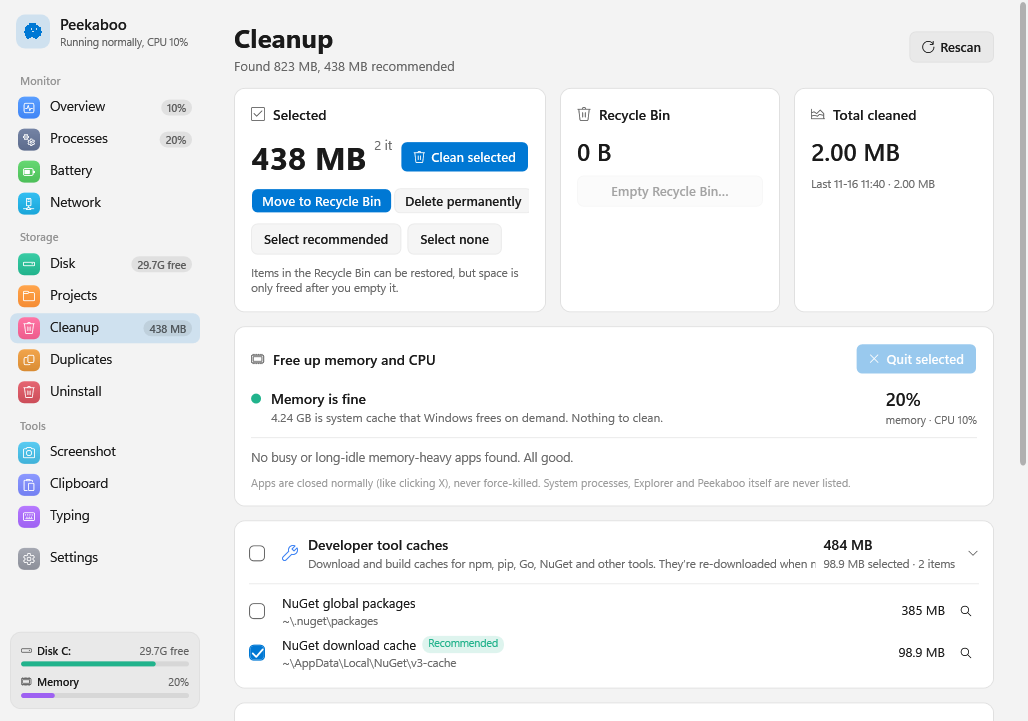 Peekaboo
Running normally, CPU 10%
Monitor
Overview 10%
Processes 20%
Battery
Network
Storage
Disk 29.7G free
Projects
Cleanup 438 MB
Duplicates
Uninstall
Tools
Screenshot
Clipboard
Typing
Settings
Disk C: 29.7G free
Memory 20%
Cleanup
Found 823 MB, 438 MB recommended
Rescan
Selected
438 MB 2 it
Clean selected
Move to Recycle Bin
Delete permanently
Select recommended
Select none
Items in the Recycle Bin can be restored, but space is
only freed after you empty it.
Recycle Bin
0 B
Empty Recycle Bin...
Total cleaned
2.00 MB
Last 11-16 11:40 · 2.00 MB
Free up memory and CPU
Quit selected
Memory is fine
4.24 GB is system cache that Windows frees on demand. Nothing to clean.
20%
memory · CPU 10%
No busy or long-idle memory-heavy apps found. All good.
Apps are closed normally (like clicking X), never force-killed. System processes, Explorer and Peekaboo itself are never listed.
Developer tool caches
Download and build caches for npm, pip, Go, NuGet and other tools. They're re-downloaded when
484 MB
98.9 MB selected · 2 items
NuGet global packages
~\.nuget\packages
385 MB
NuGet download cache Recommended
~\AppData\Local\NuGet\v3-cache
98.9 MB